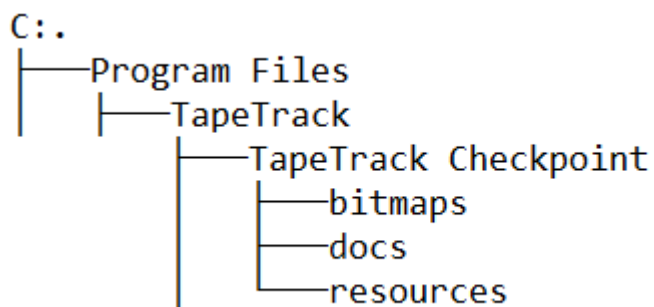 C:.
Program Files
TapeTrack
TapeTrack Checkpoint
bitmaps
docs
resources